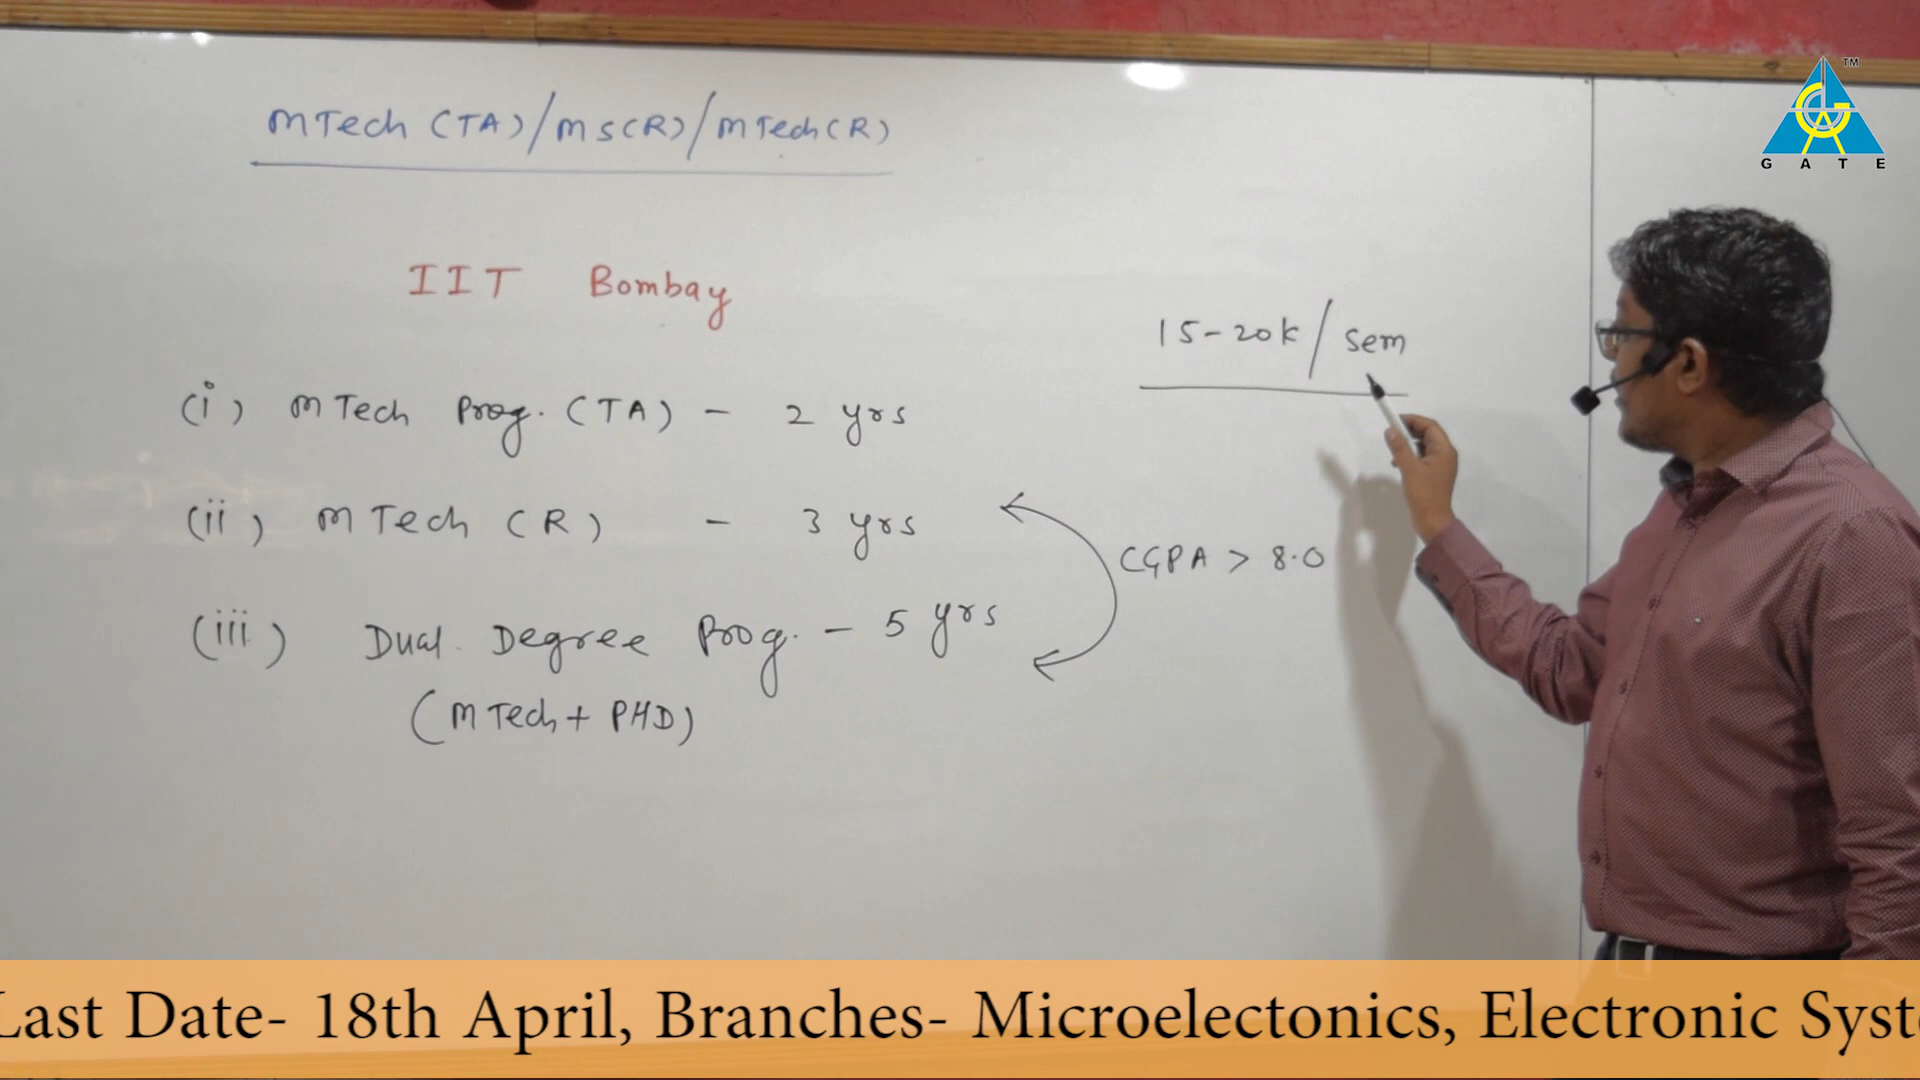 MTech (TA)/MS(R)/MTech(R)
IIT Bombay
15-20k/sem
(i) MTech Prog. (TA) - 2 yrs
(ii) MTech (R) - 3 yrs
CGPA > 8.0
(iii) Dual. Degree Prog. - 5 yrs
(MTech + PHD)
TM
GATE
Last Date- 18th April, Branches- Microelectonics, Electronic Syst